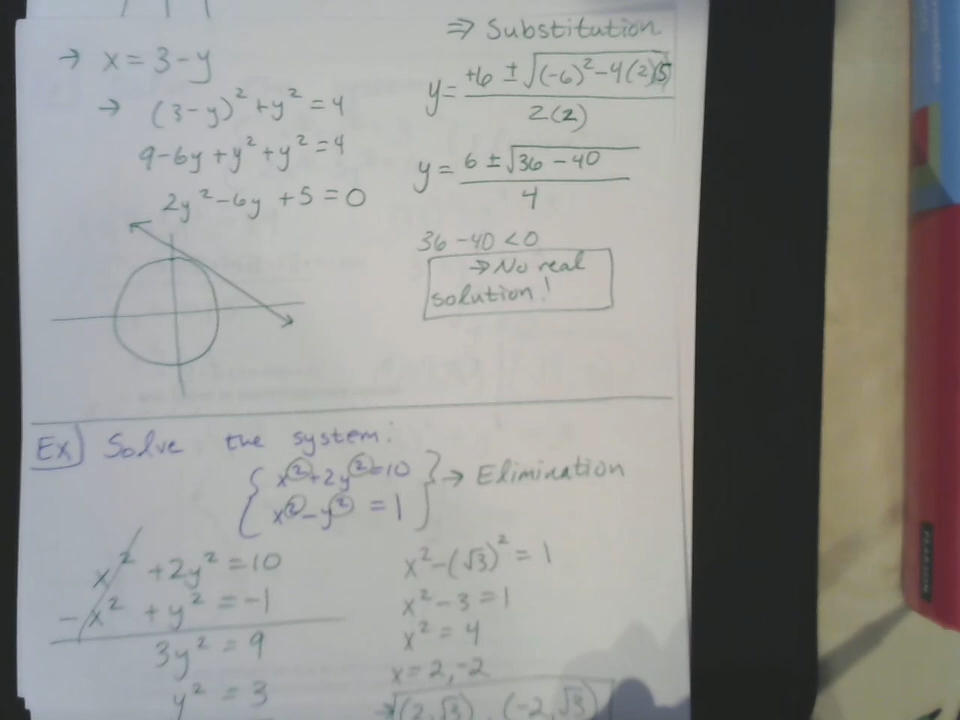 → x = 3 - y
→ (3 - y)² + y² = 4
9 - 6y + y² + y² = 4
2y² - 6y + 5 = 0
⇒ Substitution
y = (+6 ± √((-6)² - 4(2)(5))) / 2(2)
y = (6 ± √(36 - 40)) / 4
36 - 40 < 0
→ No real
solution!
Ex) Solve the system:
{ x² + 2y² = 10 } → Elimination
{ x² - y² = 1 }
x² + 2y² = 10
-x² + y² = -1
3y² = 9
y² = 3
x² - (√3)² = 1
x² - 3 = 1
x² = 4
x = 2, -2
→ (2, √3), (-2, √3)
PEARSON